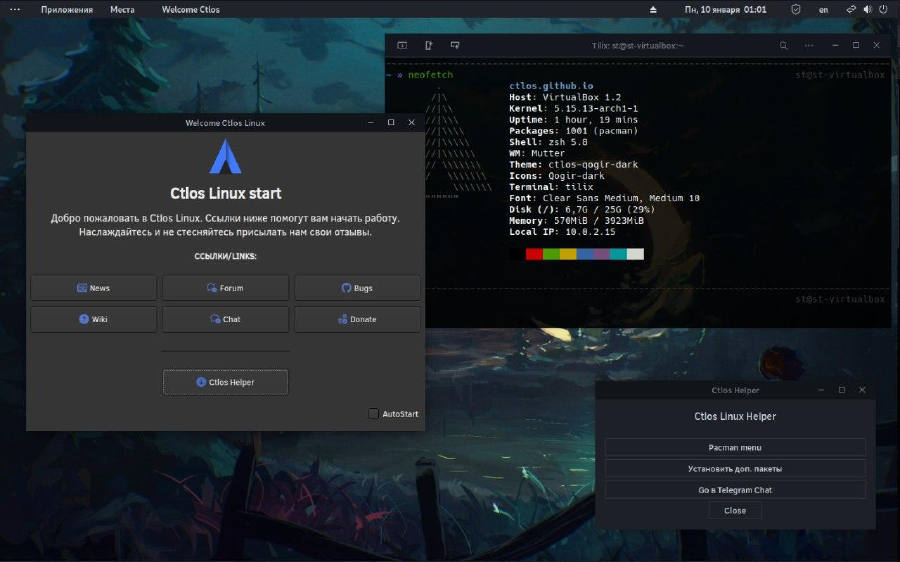 Приложения Места Welcome Ctlos Пн, 10 января 01:01 en
Tilix: st@st-virtualbox:~
~ » neofetch st@st-virtualbox
ctlos.github.io
Host: VirtualBox 1.2
Kernel: 5.15.13-arch1-1
Uptime: 1 hour, 19 mins
Packages: 1001 (pacman)
Shell: zsh 5.8
WM: Mutter
Theme: ctlos-qogir-dark
Icons: Qogir-dark
Terminal: tilix
Font: Clear Sans Medium, Medium 10
Disk (/): 6,7G / 25G (29%)
Memory: 570MiB / 3923MiB
Local IP: 10.0.2.15
st@st-virtualbox
Welcome Ctlos Linux
Ctlos Linux start
Добро пожаловать в Ctlos Linux. Ссылки ниже помогут вам начать работу.
Наслаждайтесь и не стесняйтесь присылать нам свои отзывы.
ССЫЛКИ/LINKS:
News Forum Bugs
Wiki Chat Donate
Ctlos Helper
AutoStart
Ctlos Helper
Ctlos Linux Helper
Pacman menu
Установить доп. пакеты
Go в Telegram Chat
Close